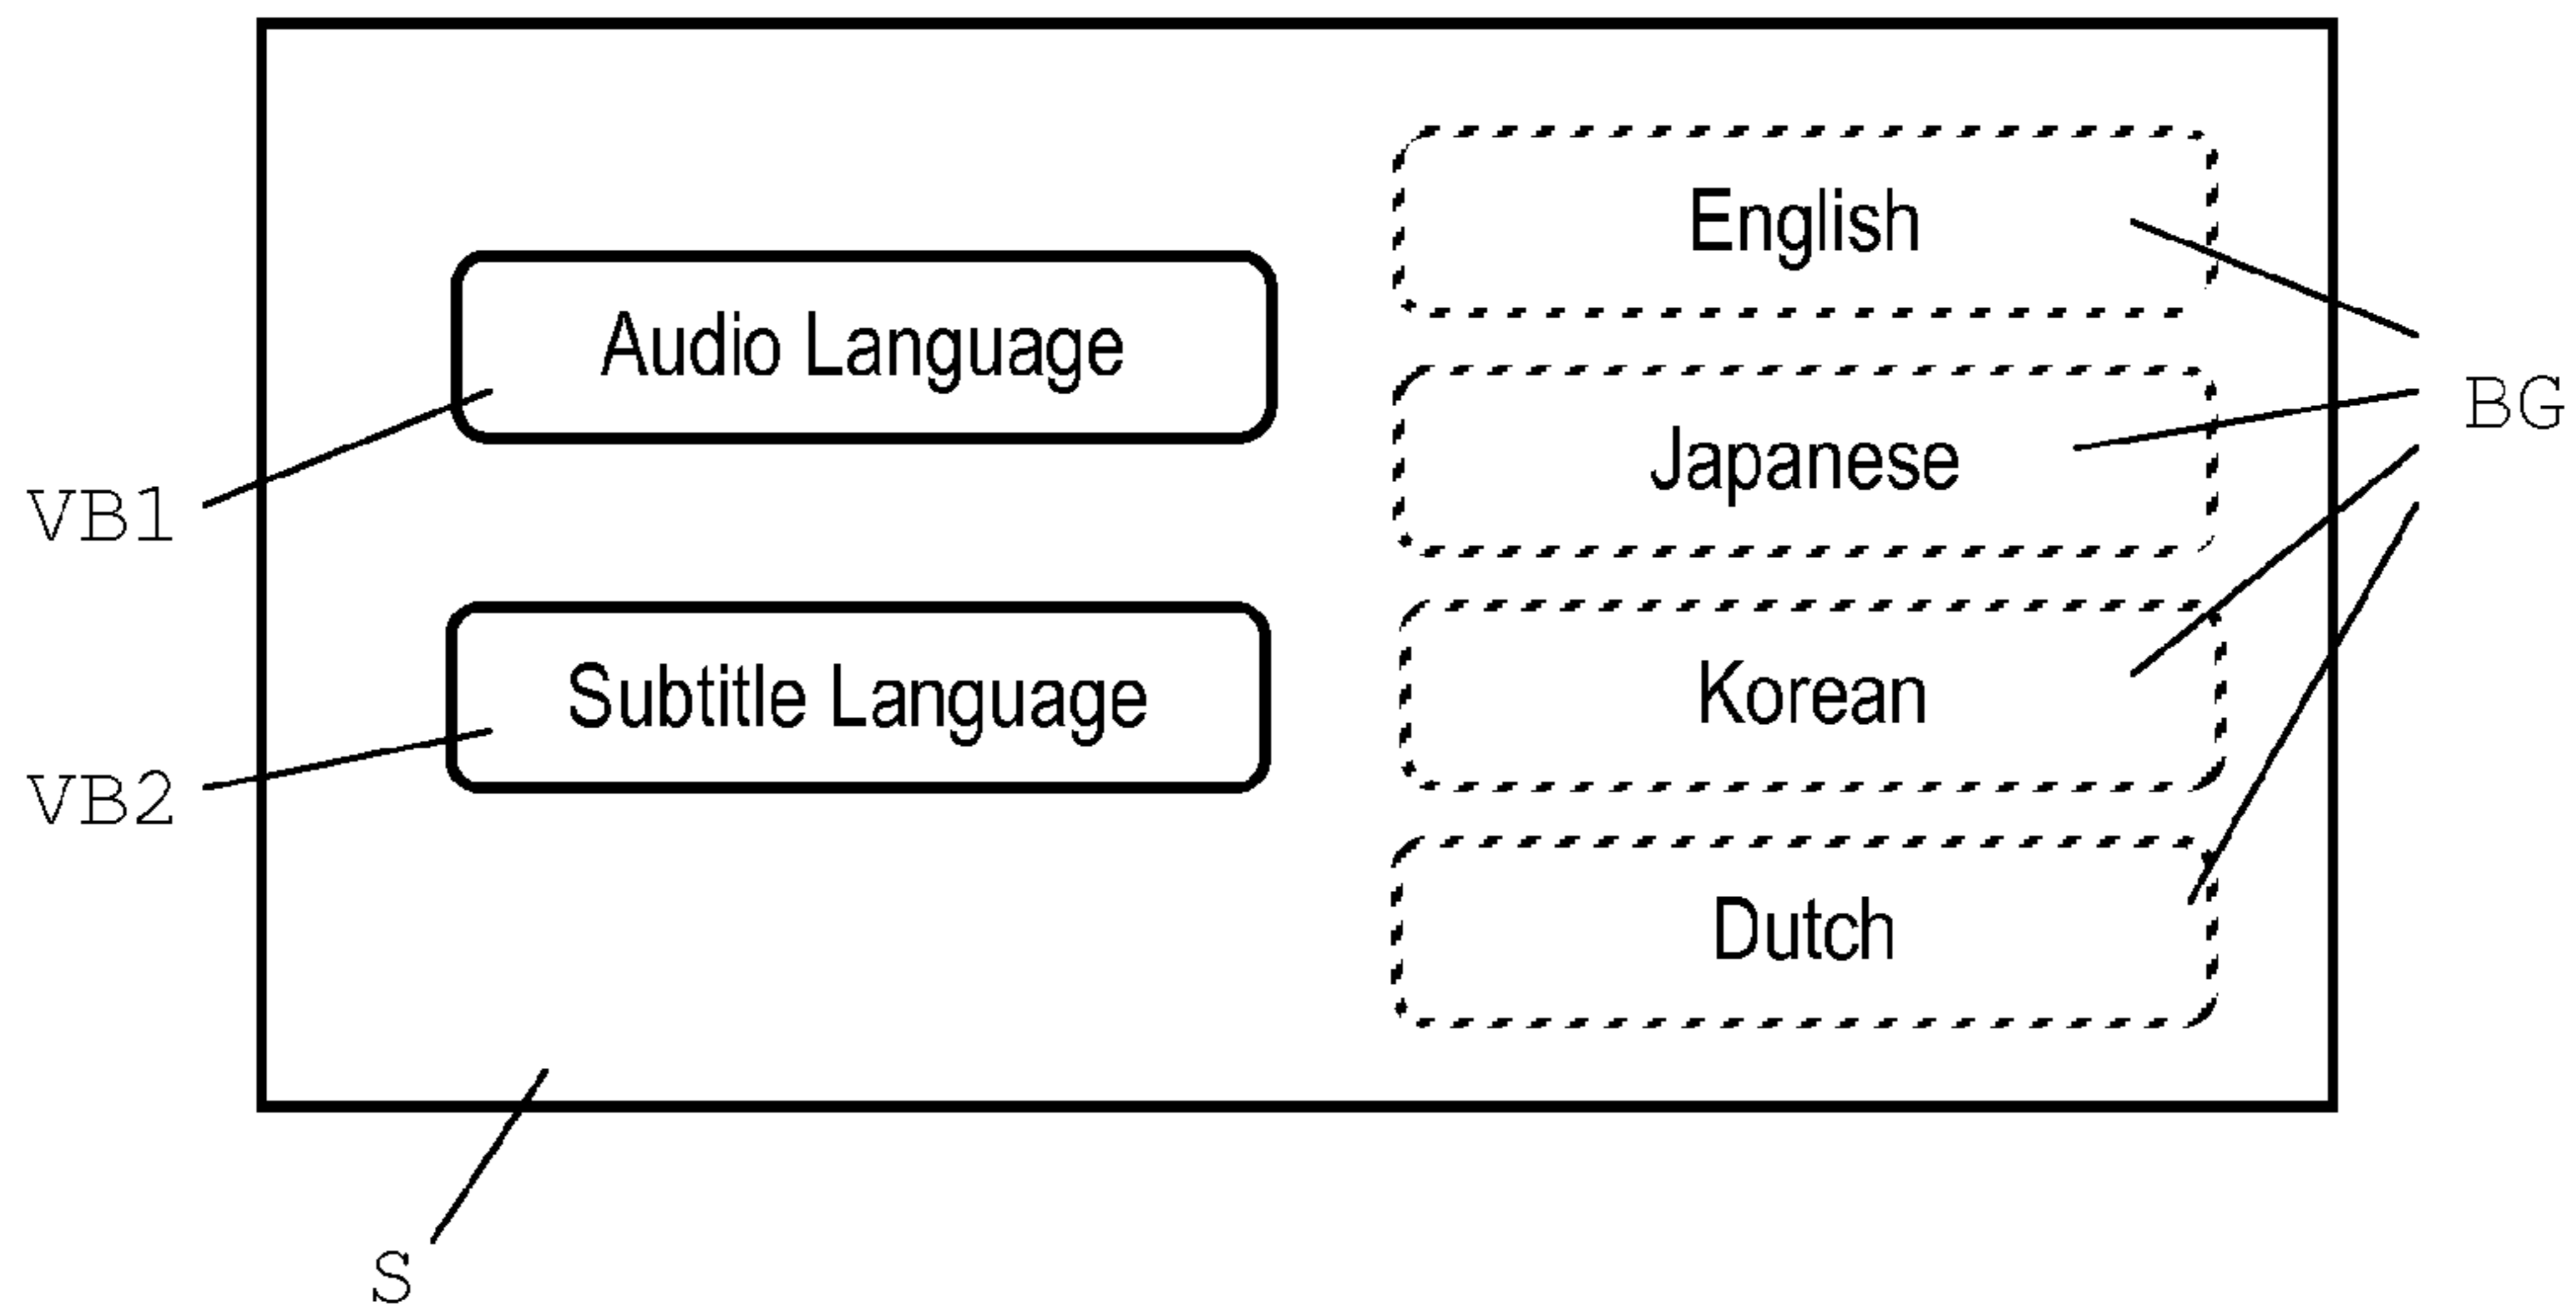 English
Audio Language
Japanese
BG
VB1
Subtitle Language
Korean
VB2
Dutch
S